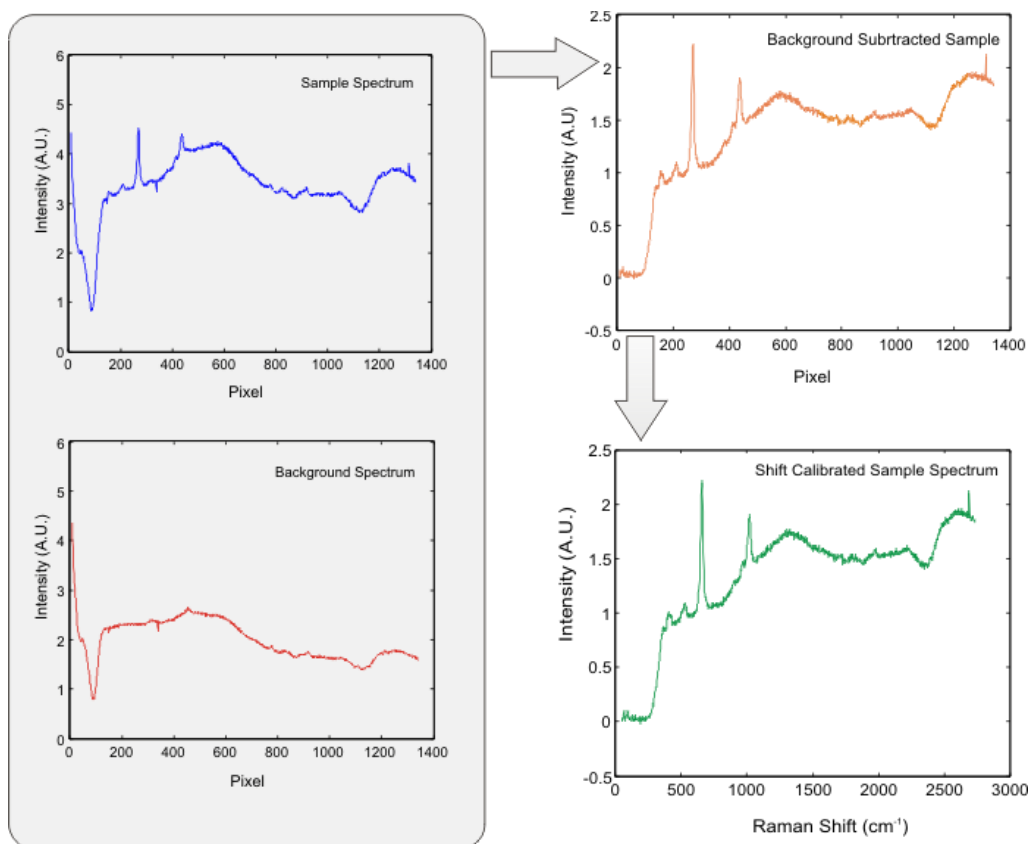 6
5
4
3
2
1
0
0 200 400 600 800 1000 1200 1400
Sample Spectrum
Intensity (A.U.)
Pixel
6
5
4
3
2
1
0
0 200 400 600 800 1000 1200 1400
Background Spectrum
Intensity (A.U.)
Pixel
2.5
2
1.5
1
0.5
0
-0.5
0 200 400 600 800 1000 1200 1400
Background Subrtracted Sample
Intensity (A.U)
Pixel
2.5
2
1.5
1
0.5
0
-0.5
0 500 1000 1500 2000 2500 3000
Shift Calibrated Sample Spectrum
Intensity (A.U.)
Raman Shift (cm⁻¹)